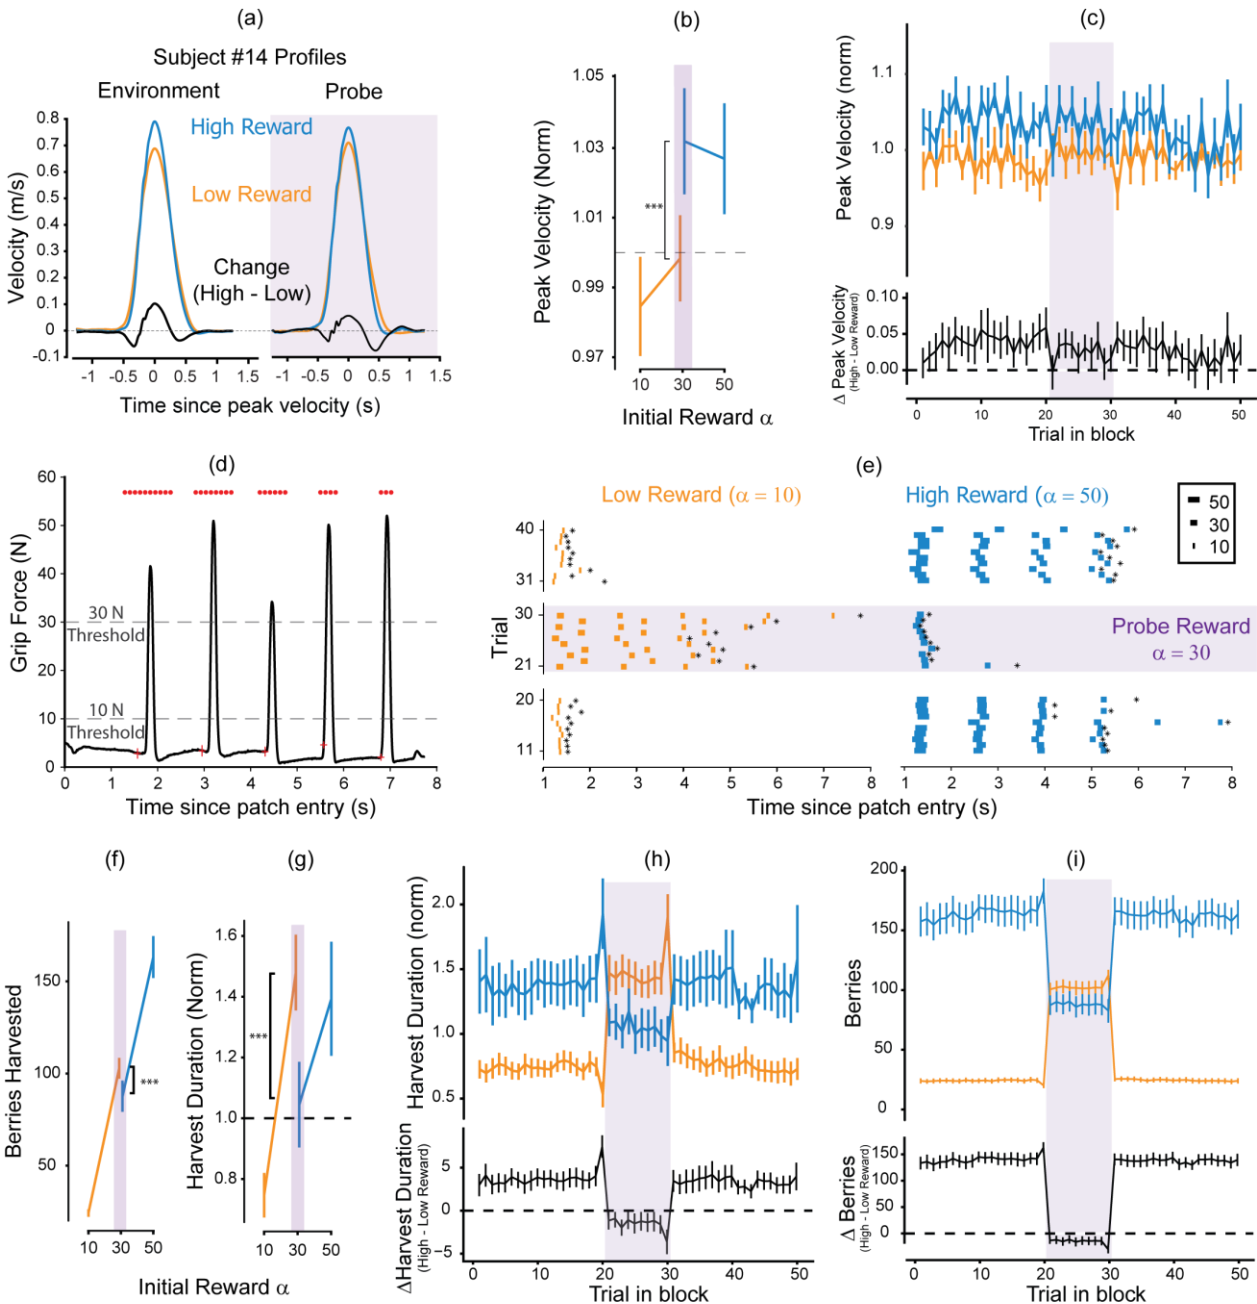 (a)
Subject #14 Profiles
Environment
Probe
High Reward
Low Reward
Change
(High - Low)
Velocity (m/s)
0.8
0.7
0.6
0.5
0.4
0.3
0.2
0.1
0
-0.1
-1 -0.5 0 0.5 1
-1 -0.5 0 0.5 1 1.5
Time since peak velocity (s)
(b)
Peak Velocity (Norm)
1.05
1.03
1.01
0.99
0.97
***
10 30 50
Initial Reward α
(c)
Peak Velocity (norm)
1.1
1.0
0.9
Δ Peak Velocity
(High - Low Reward)
0.10
0.05
0.00
0 10 20 30 40 50
Trial in block
(d)
Grip Force (N)
60
50
40
30
20
10
0
30 N
Threshold
10 N
Threshold
0 1 2 3 4 5 6 7 8
Time since patch entry (s)
(e)
Low Reward (α = 10)
High Reward (α = 50)
50
30
10
Trial
40
31
30
21
20
11
Probe Reward
α = 30
1 2 3 4 5 6 7 8
1 2 3 4 5 6 7 8
Time since patch entry (s)
(f)
Berries Harvested
150
100
50
***
10 30 50
(g)
Harvest Duration (Norm)
1.6
1.4
1.2
1.0
0.8
***
10 30 50
Initial Reward α
(h)
Harvest Duration (norm)
2.0
1.5
1.0
0.5
ΔHarvest Duration
(High - Low Reward)
5
0
−5
0 10 20 30 40 50
Trial in block
(i)
Berries
200
150
100
50
0
Δ Berries
(High - Low Reward)
150
100
50
0
0 10 20 30 40 50
Trial in block